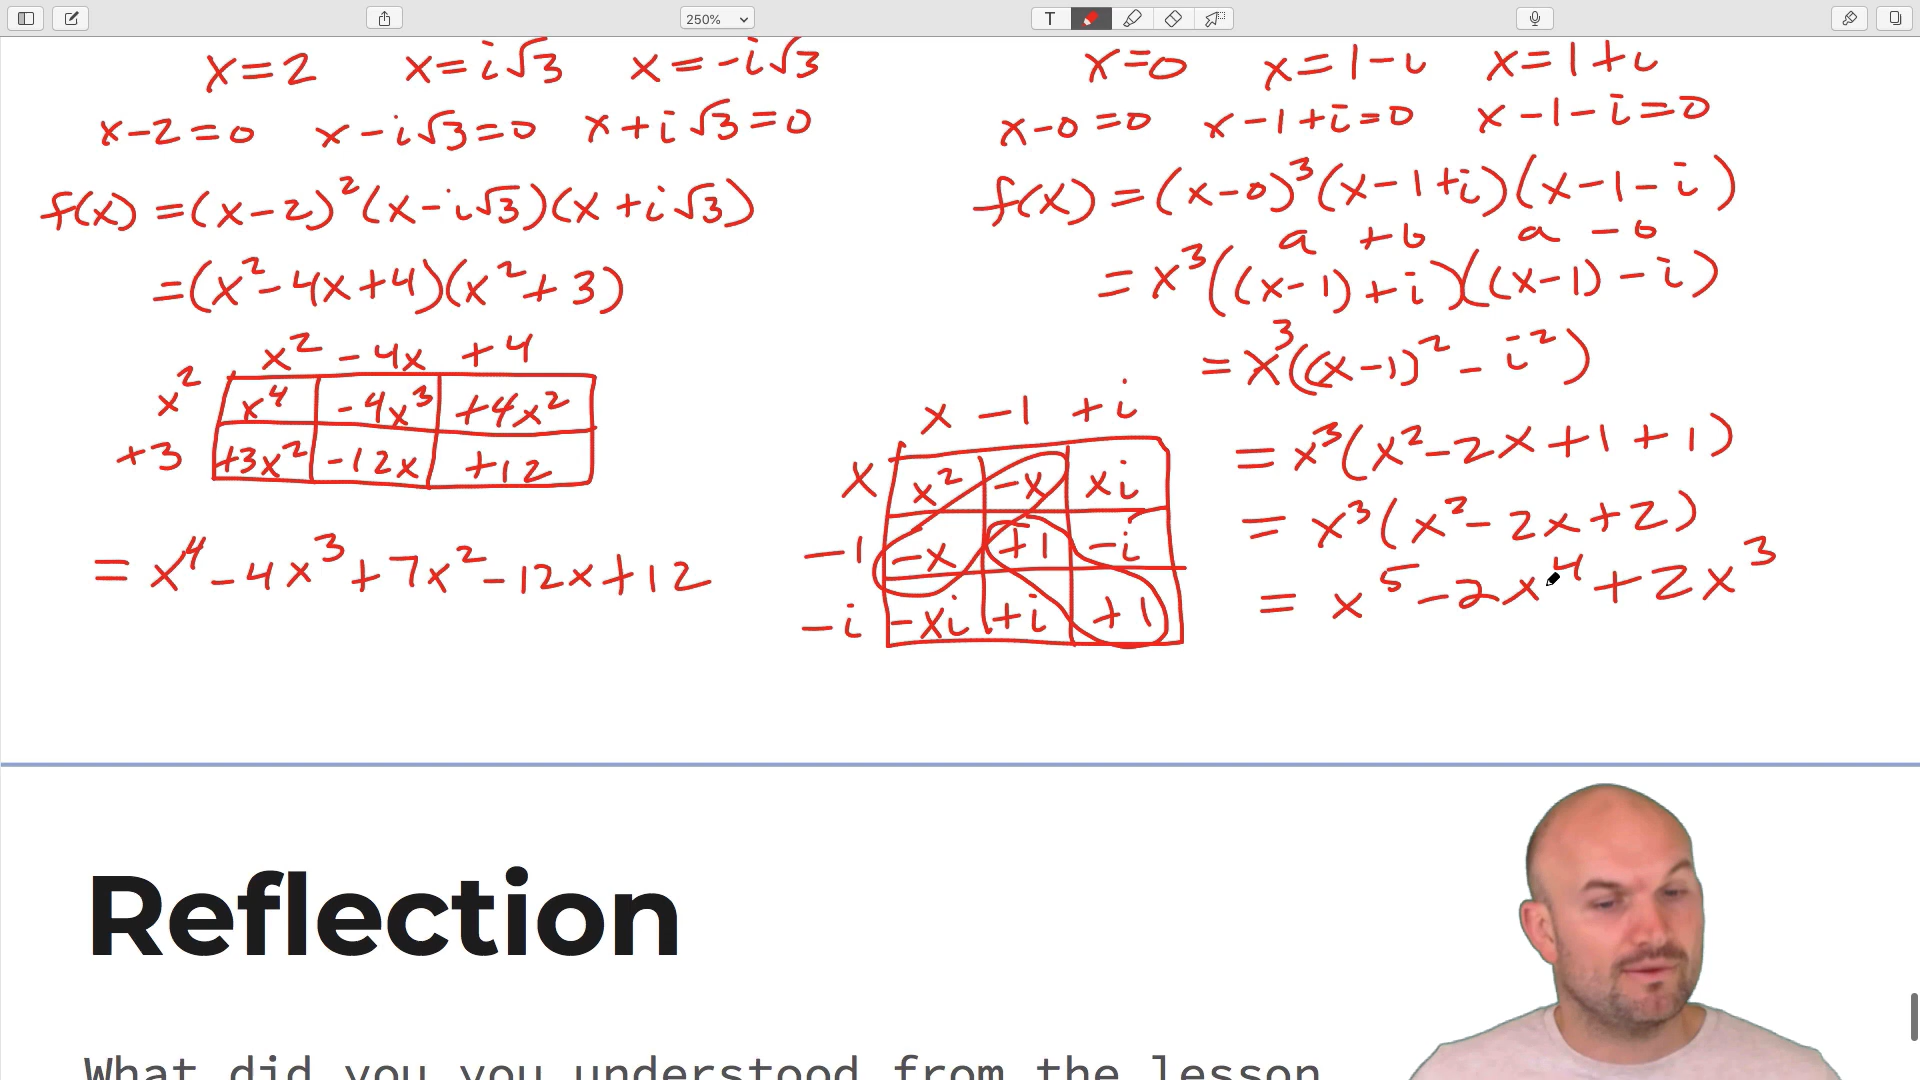 250%
T
x=2 x=i√3 x=-i√3
x-2=0 x-i√3=0 x+i√3=0
f(x)=(x-2)²(x-i√3)(x+i√3)
=(x²-4x+4)(x²+3)
x² -4x +4
x² x⁴ -4x³ +4x²
+3 +3x² -12x +12
=x⁴-4x³+7x²-12x+12
x=0 x=1-i x=1+i
x-0=0 x-1+i=0 x-1-i=0
f(x)=(x-0)³(x-1+i)(x-1-i)
a +b a -b
=x³((x-1)+i)((x-1)-i)
=x³((x-1)²-i²)
=x³(x²-2x+1+1)
=x³(x²-2x+2)
=x⁵-2x⁴+2x³
x -1 +i
x x² -x xi
-1 -x +1 -i
-i -xi +i +1
Reflection
What did you you understood from the lesson